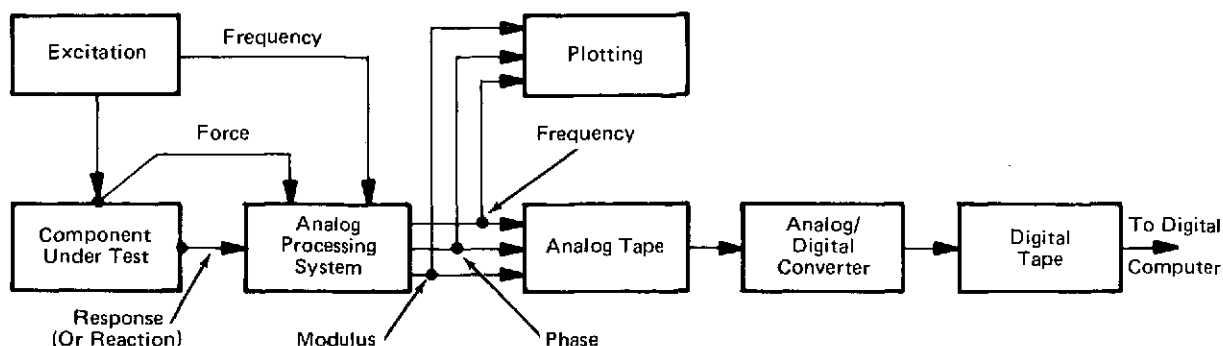 Excitation
Frequency
Plotting
Force
Frequency
Component
Under Test
Analog
Processing
System
Analog Tape
Analog/
Digital
Converter
Digital
Tape
To Digital
Computer
Response
(Or Reaction)
Modulus
Phase